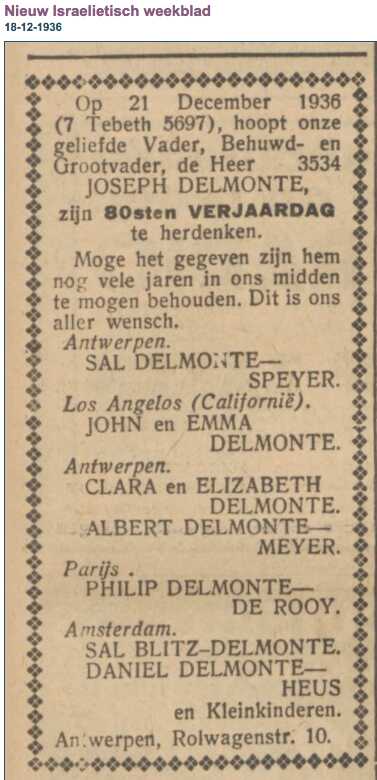 Nieuw Israelietisch weekblad
18-12-1936
Op 21 December 1936
(7 Tebeth 5697), hoopt onze
geliefde Vader, Behuwd- en
Grootvader, de Heer 3534
JOSEPH DELMONTE,
zijn 80sten VERJAARDAG
te herdenken.
Moge het gegeven zijn hem
nog vele jaren in ons midden
te mogen behouden. Dit is ons
aller wensch.
Antwerpen.
SAL DELMONTE—
SPEYER.
Los Angelos (Californië).
JOHN en EMMA
DELMONTE.
Antwerpen.
CLARA en ELIZABETH
DELMONTE.
ALBERT DELMONTE—
MEYER.
Parijs.
PHILIP DELMONTE—
DE ROOY.
Amsterdam.
SAL BLITZ-DELMONTE.
DANIEL DELMONTE—
HEUS
en Kleinkinderen.
Antwerpen, Rolwagenstr. 10.